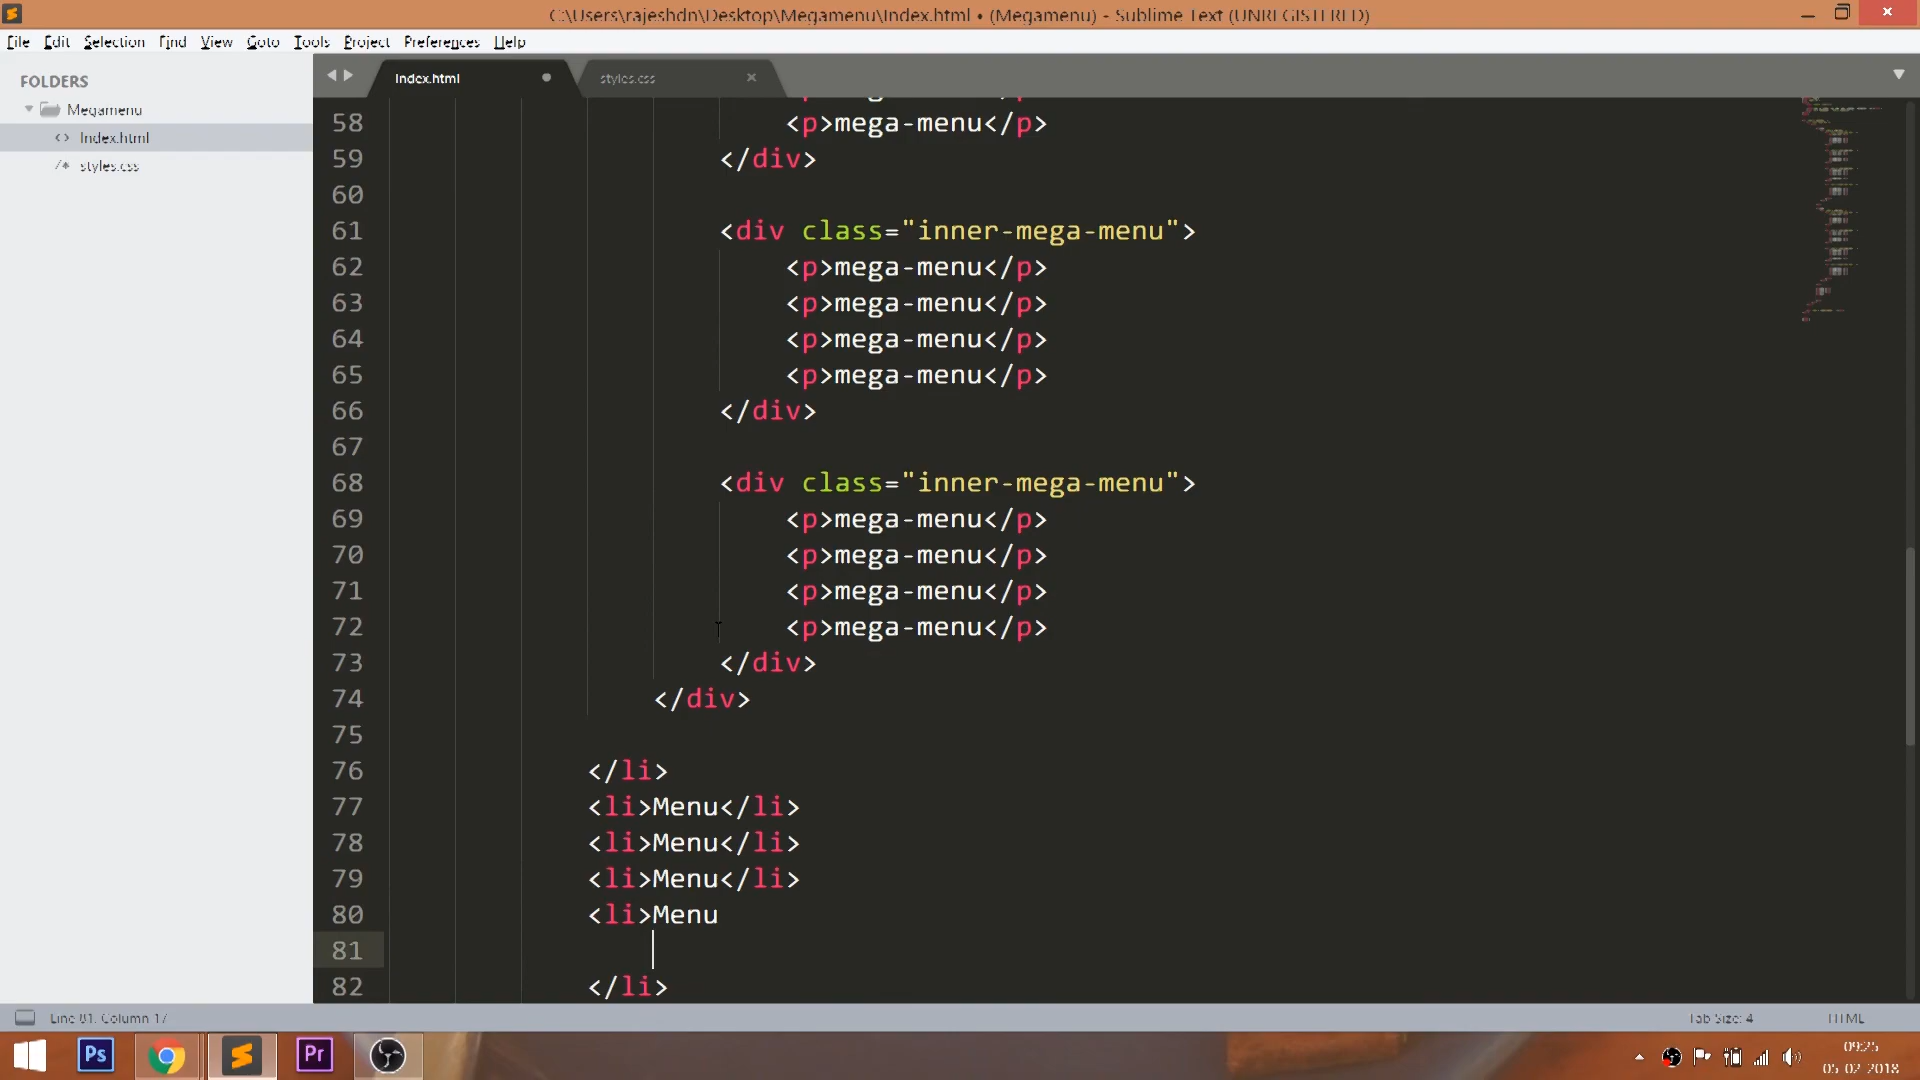 C:\Users\rajeshdn\Desktop\Megamenu\Index.html • (Megamenu) - Sublime Text (UNREGISTERED)
File Edit Selection Find View Goto Tools Project Preferences Help
FOLDERS
Megamenu
Index.html
styles.css
Index.html
styles.css
58 <p>mega-menu</p>
59 </div>
60
61 <div class="inner-mega-menu">
62 <p>mega-menu</p>
63 <p>mega-menu</p>
64 <p>mega-menu</p>
65 <p>mega-menu</p>
66 </div>
67
68 <div class="inner-mega-menu">
69 <p>mega-menu</p>
70 <p>mega-menu</p>
71 <p>mega-menu</p>
72 <p>mega-menu</p>
73 </div>
74 </div>
75
76 </li>
77 <li>Menu</li>
78 <li>Menu</li>
79 <li>Menu</li>
80 <li>Menu
81
82 </li>
Line 81, Column 17
Tab Size: 4
HTML
Ps
Pr
09:25
05-02-2018